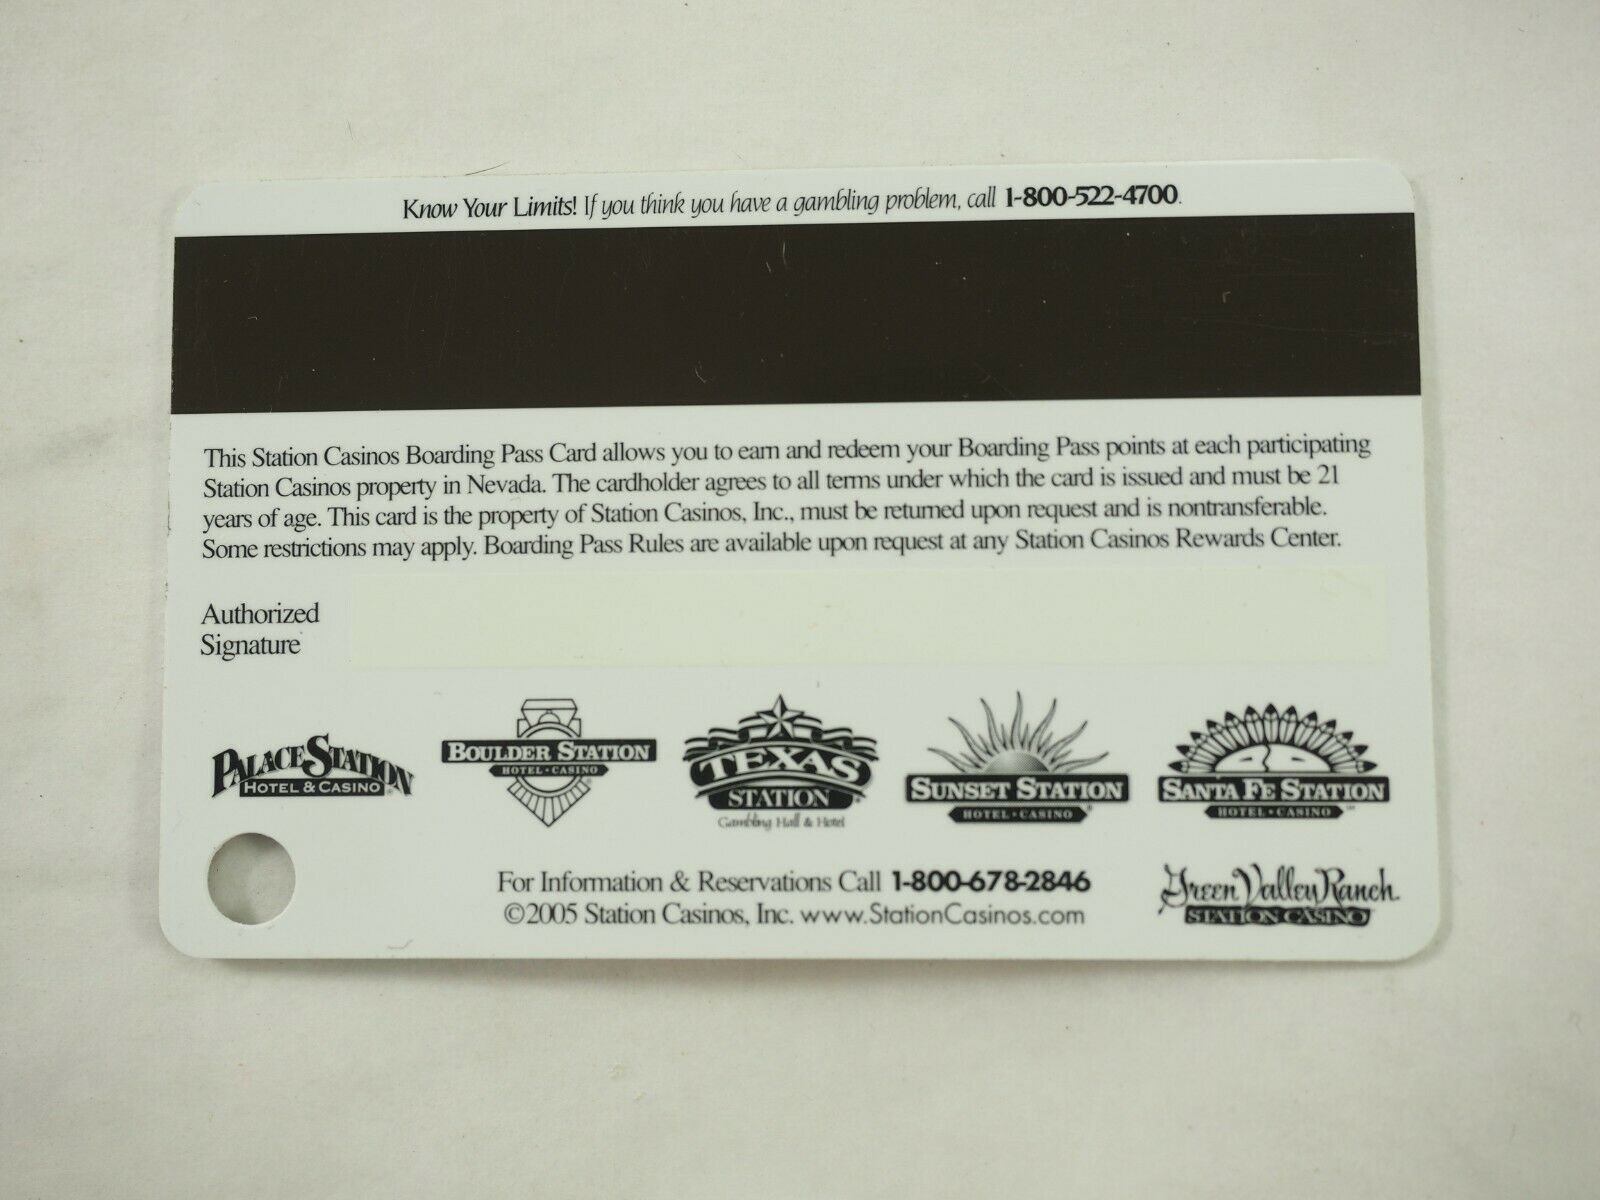 Know Your Limits! If you think you have a gambling problem, call 1-800-522-4700.
This Station Casinos Boarding Pass Card allows you to earn and redeem your Boarding Pass points at each participating
Station Casinos property in Nevada. The cardholder agrees to all terms under which the card is issued and must be 21
years of age. This card is the property of Station Casinos, Inc., must be returned upon request and is nontransferable.
Some restrictions may apply. Boarding Pass Rules are available upon request at any Station Casinos Rewards Center.
Authorized
Signature
PALACE STATION
HOTEL & CASINO
BOULDER STATION
HOTEL • CASINO
TEXAS
STATION
Gambling Hall & Hotel
SUNSET STATION
HOTEL • CASINO
SANTA FE STATION
HOTEL • CASINO
For Information & Reservations Call 1-800-678-2846
©2005 Station Casinos, Inc. www.StationCasinos.com
Green Valley Ranch
STATION CASINO